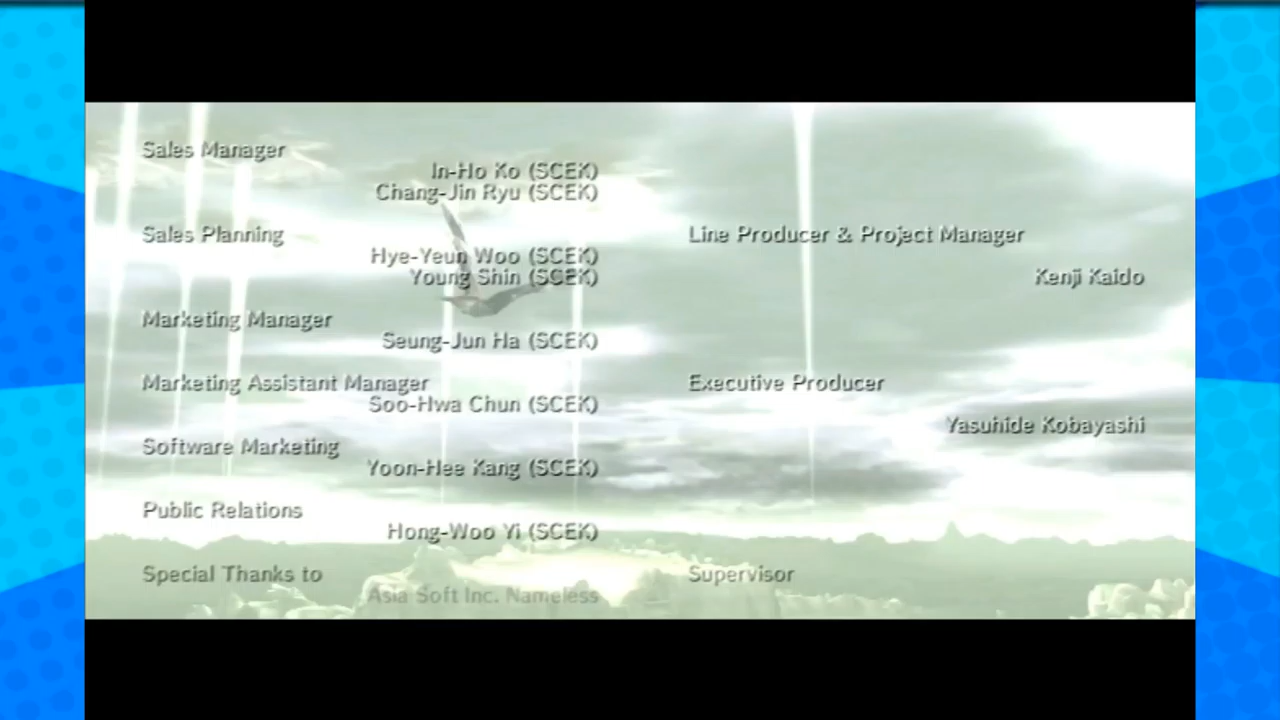 Sales Manager
In-Ho Ko (SCEK)
Chang-Jin Ryu (SCEK)
Sales Planning
Hye-Yeun Woo (SCEK)
Young Shin (SCEK)
Marketing Manager
Seung-Jun Ha (SCEK)
Marketing Assistant Manager
Soo-Hwa Chun (SCEK)
Software Marketing
Yoon-Hee Kang (SCEK)
Public Relations
Hong-Woo Yi (SCEK)
Special Thanks to
Asia Soft Inc. Nameless
Line Producer & Project Manager
Kenji Kaido
Executive Producer
Yasuhide Kobayashi
Supervisor